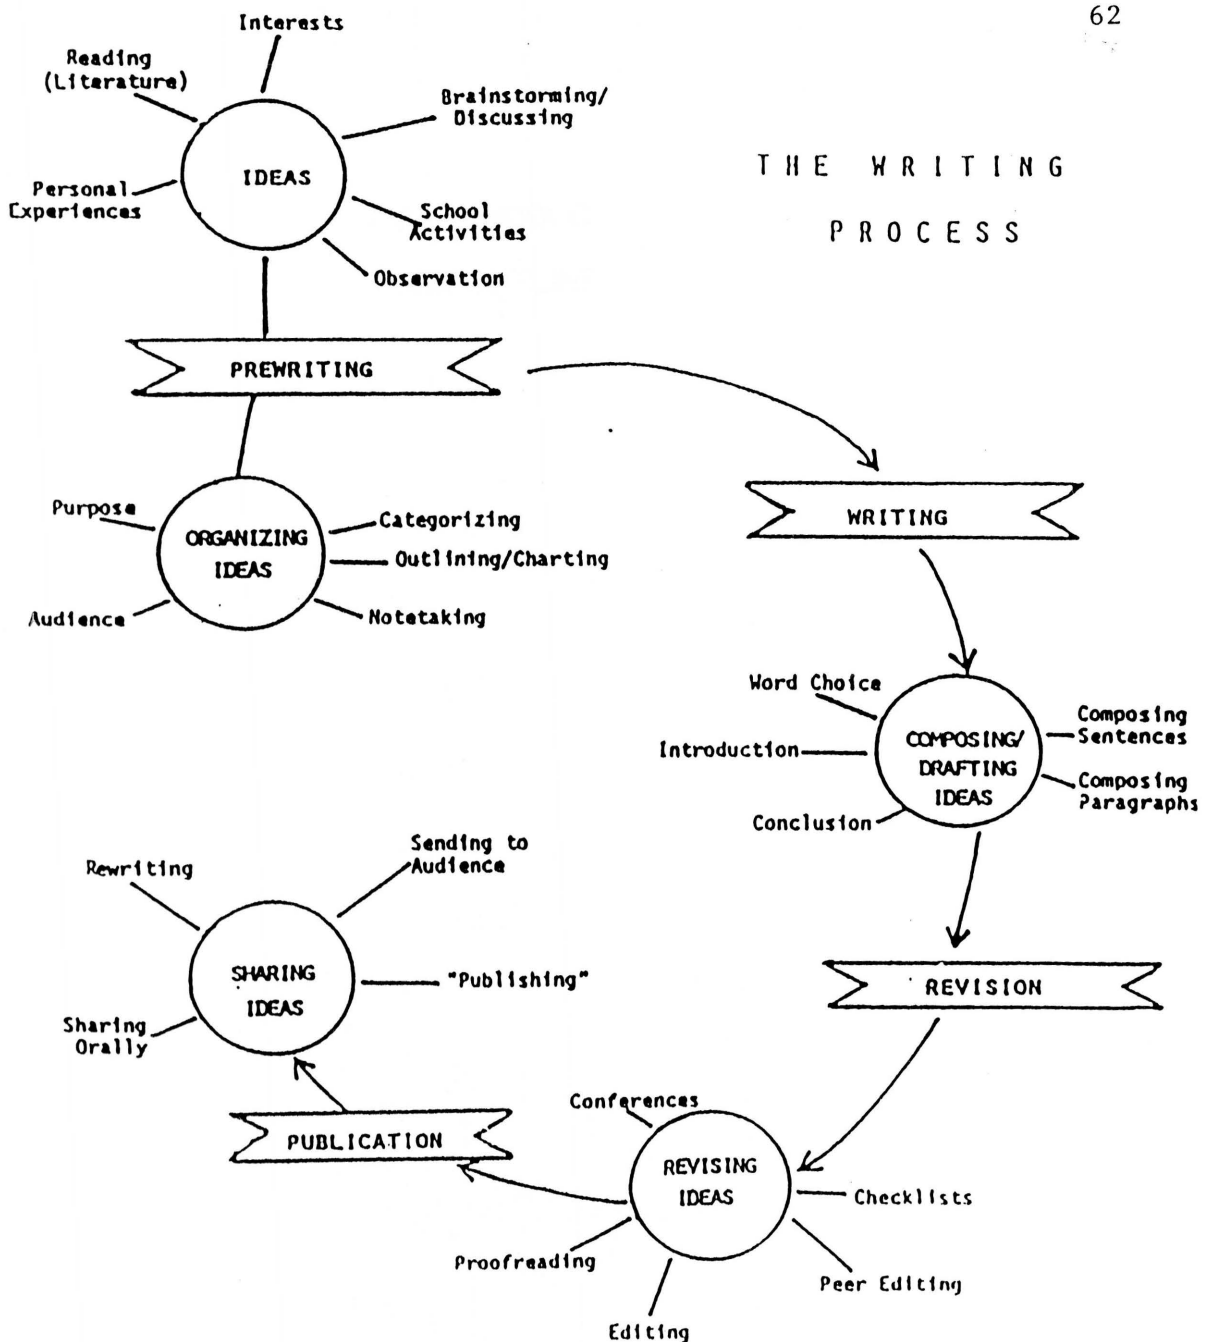 62
THE WRITING
PROCESS
Interests
Reading
(Literature)
Brainstorming/
Discussing
IDEAS
Personal
Experiences
School
Activities
Observation
PREWRITING
Purpose
ORGANIZING
IDEAS
Categorizing
Outlining/Charting
Audience
Notetaking
WRITING
Word Choice
Introduction
Conclusion
COMPOSING/
DRAFTING
IDEAS
Composing
Sentences
Composing
Paragraphs
REVISION
Conferences
REVISING
IDEAS
Checklists
Peer Editing
Editing
Proofreading
PUBLICATION
Rewriting
Sending to
Audience
SHARING
IDEAS
"Publishing"
Sharing
Orally